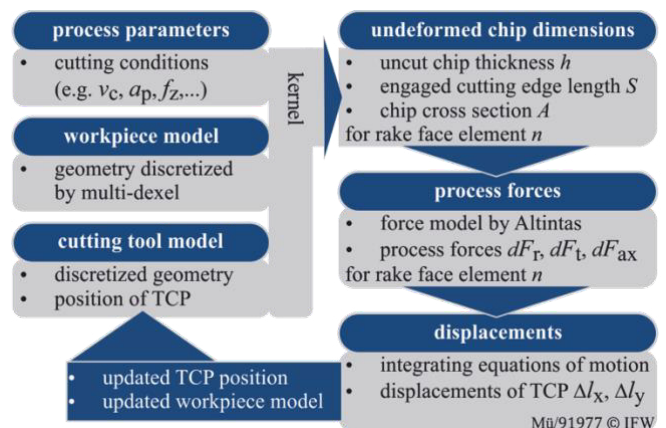 process parameters
• cutting conditions
(e.g. vc, ap, fz,...)
workpiece model
• geometry discretized
by multi-dexel
cutting tool model
• discretized geometry
• position of TCP
kernel
undeformed chip dimensions
• uncut chip thickness h
• engaged cutting edge length S
• chip cross section A
for rake face element n
process forces
• force model by Altintas
• process forces dFr, dFt, dFax
for rake face element n
displacements
• integrating equations of motion
• displacements of TCP Δlx, Δly
• updated TCP position
• updated workpiece model
Mü/91977 © IFW